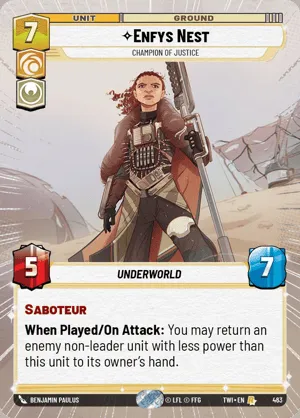 UNIT GROUND
7 Enfys Nest
CHAMPION OF JUSTICE
5 UNDERWORLD 7
SABOTEUR
When Played/On Attack: You may return an
enemy non-leader unit with less power than
this unit to its owner's hand.
BENJAMIN PAULUS © LFL © FFG TWI • EN 483